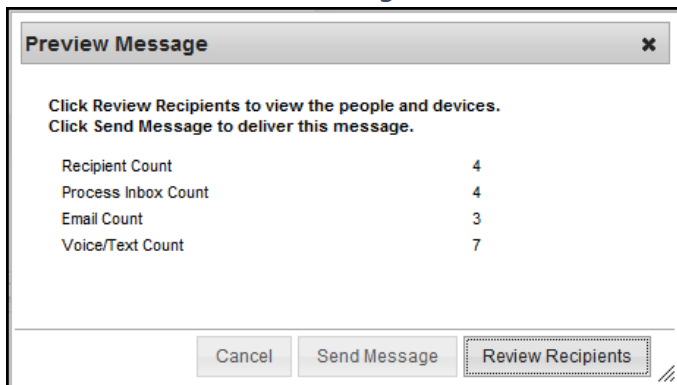 Preview Message
Click Review Recipients to view the people and devices.
Click Send Message to deliver this message.
Recipient Count 4
Process Inbox Count 4
Email Count 3
Voice/Text Count 7
Cancel Send Message Review Recipients